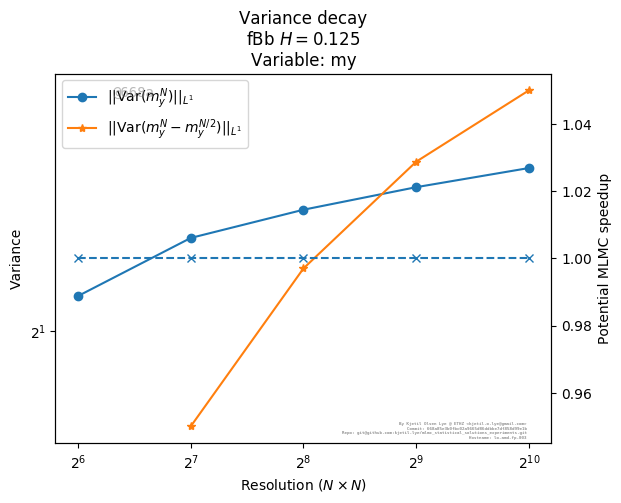 Variance decay
fBb $H = 0.125$
Variable: my
||Var($m_y^N$)||$_{L^1}$
||Var($m_y^N - m_y^{N/2}$)||$_{L^1}$
Variance
2^1
1.04
1.02
1.00
0.98
0.96
Potential MLMC speedup
2^6 2^7 2^8 2^9 2^10
Resolution ($N \times N$)